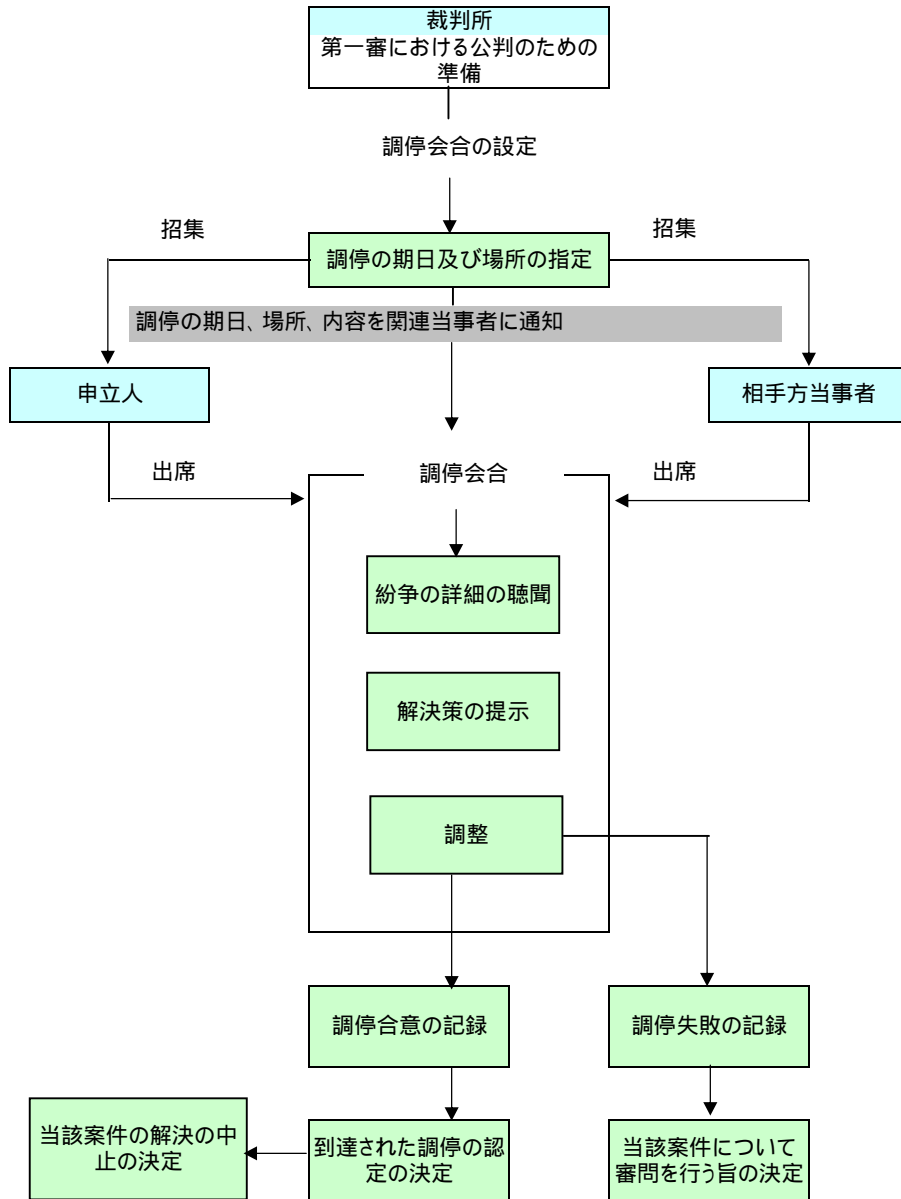 裁判所
第一審における公判のための
準備
調停会合の設定
招集
招集
調停の期日及び場所の指定
調停の期日、場所、内容を関連当事者に通知
申立人
相手方当事者
出席
調停会合
出席
紛争の詳細の聴聞
解決策の提示
調整
調停合意の記録
調停失敗の記録
当該案件の解決の中
止の決定
到達された調停の認
定の決定
当該案件について
審問を行う旨の決定